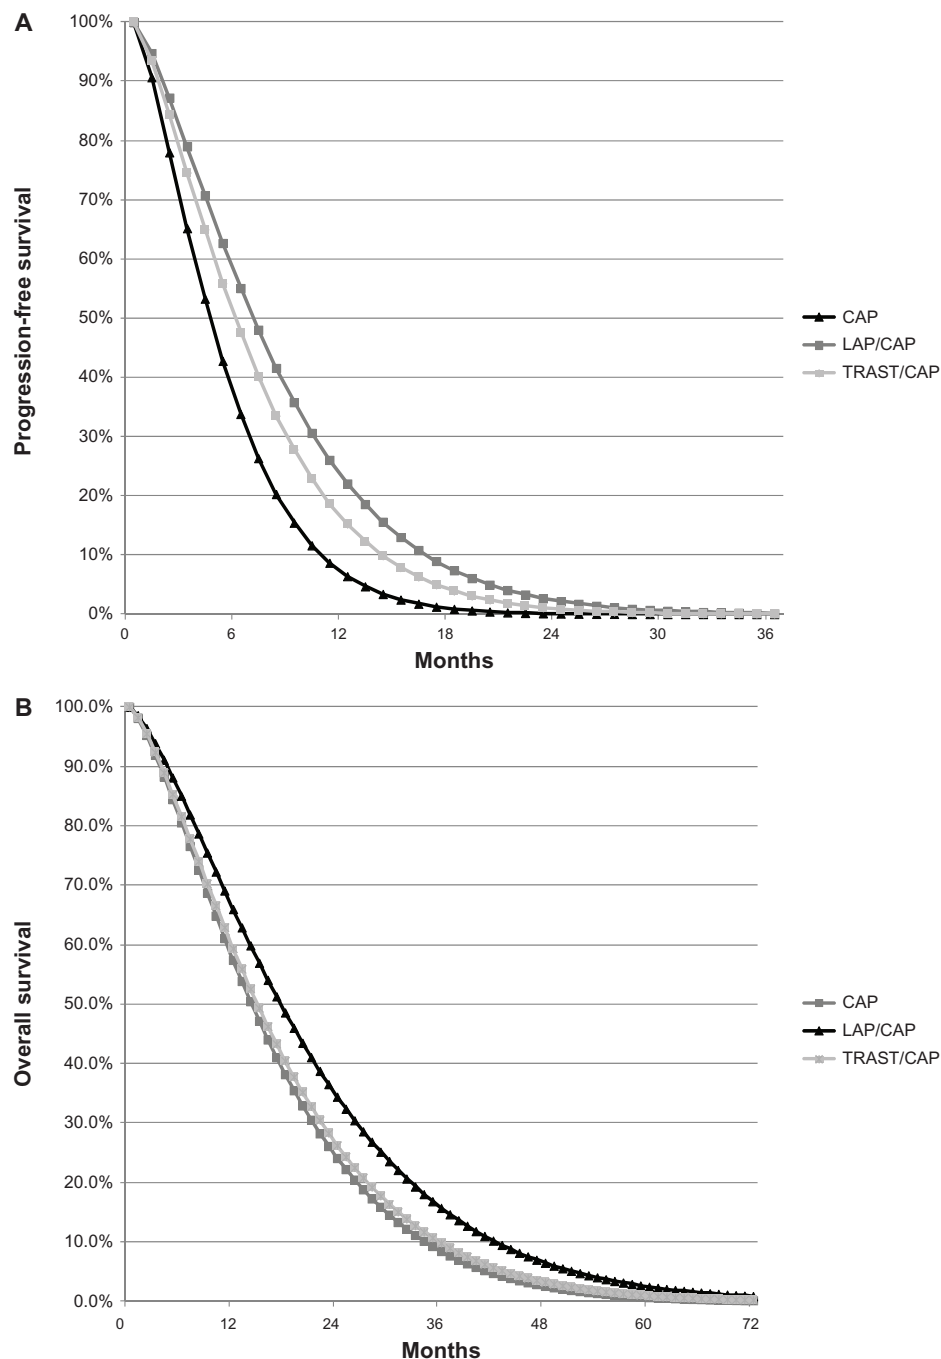 A
100%
90%
80%
70%
60%
50%
40%
30%
20%
10%
0%
Progression-free survival
0 6 12 18 24 30 36
Months
CAP
LAP/CAP
TRAST/CAP
B
100.0%
90.0%
80.0%
70.0%
60.0%
50.0%
40.0%
30.0%
20.0%
10.0%
0.0%
Overall survival
0 12 24 36 48 60 72
Months
CAP
LAP/CAP
TRAST/CAP